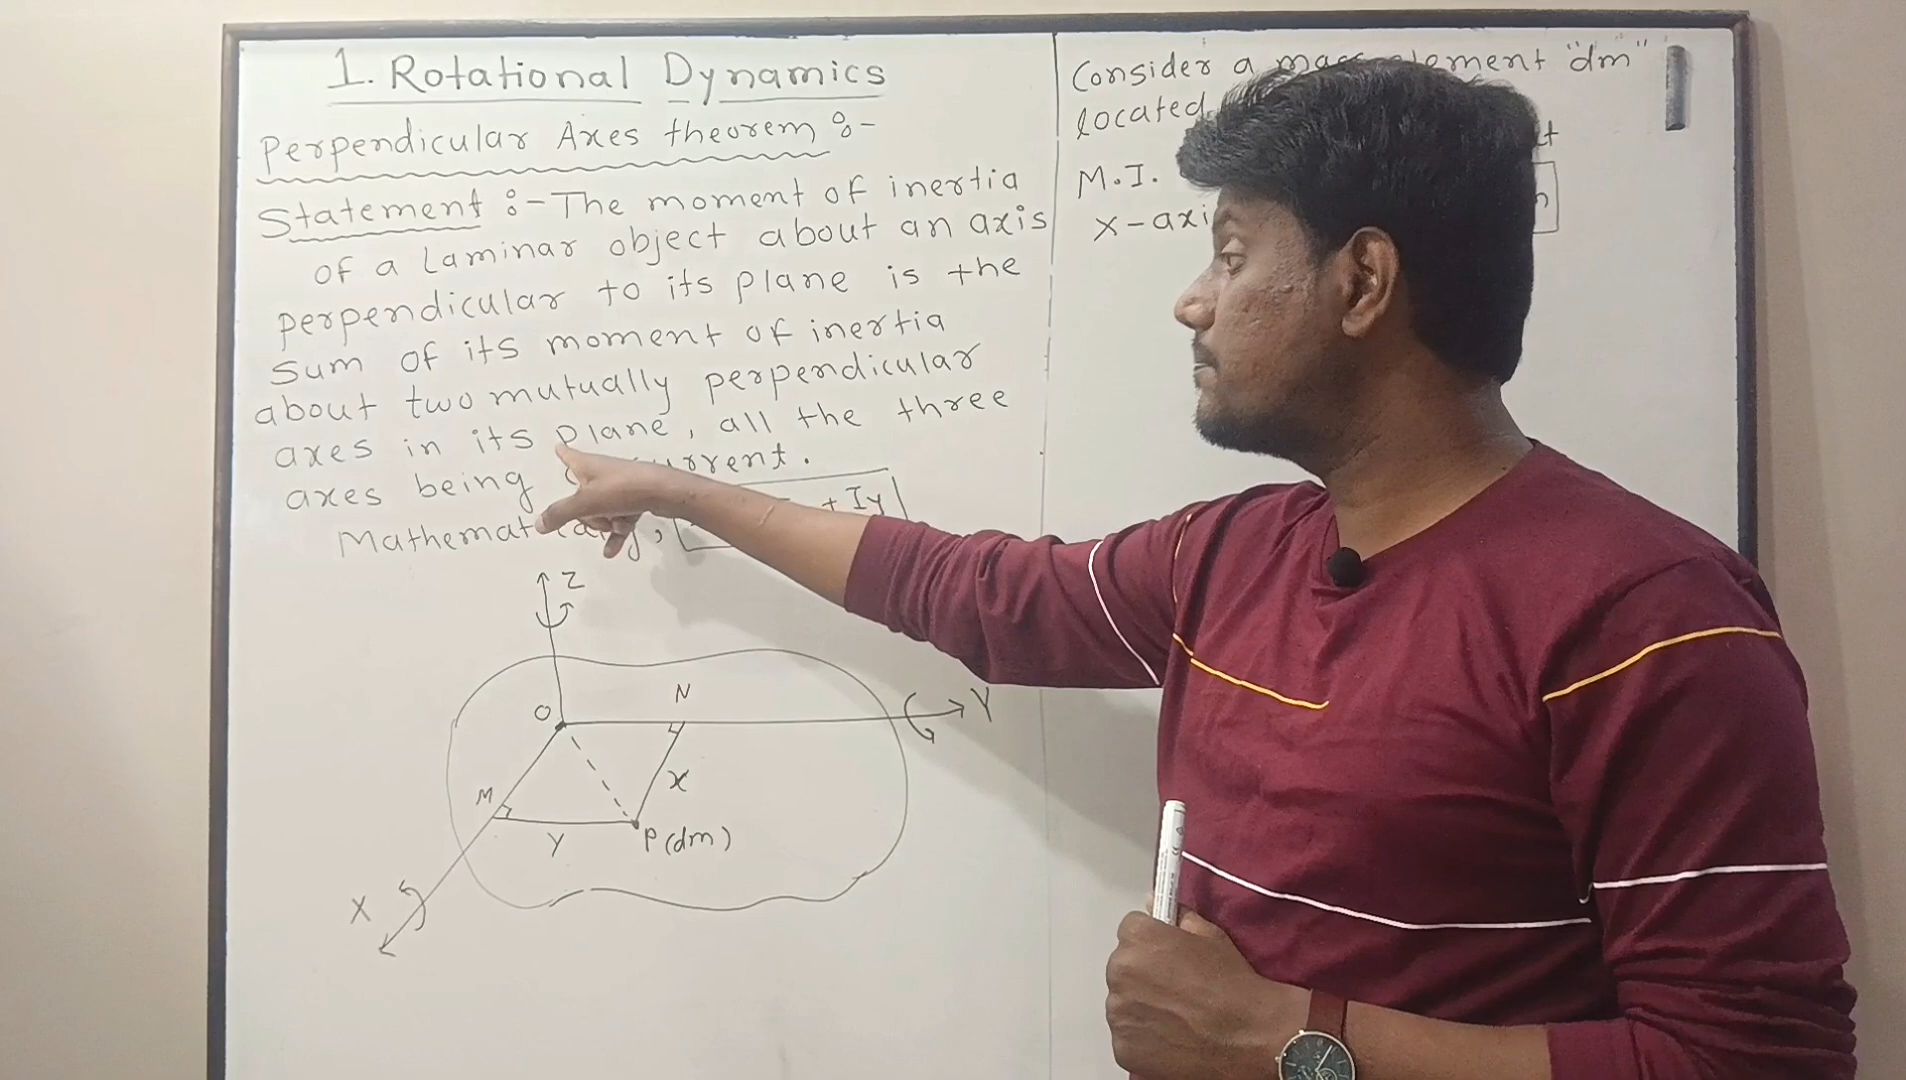 1. Rotational Dynamics
Perpendicular Axes theorem :-
Statement :- The moment of inertia
of a Laminar object about an axis
perpendicular to its plane is the
Sum of its moment of inertia
about two mutually perpendicular
axes in its plane, all the three
axes being
+ Iy
Z
O
N
Y
M
x
y
P(dm)
X
Consider a "dm"
located
M.I.
x-axi